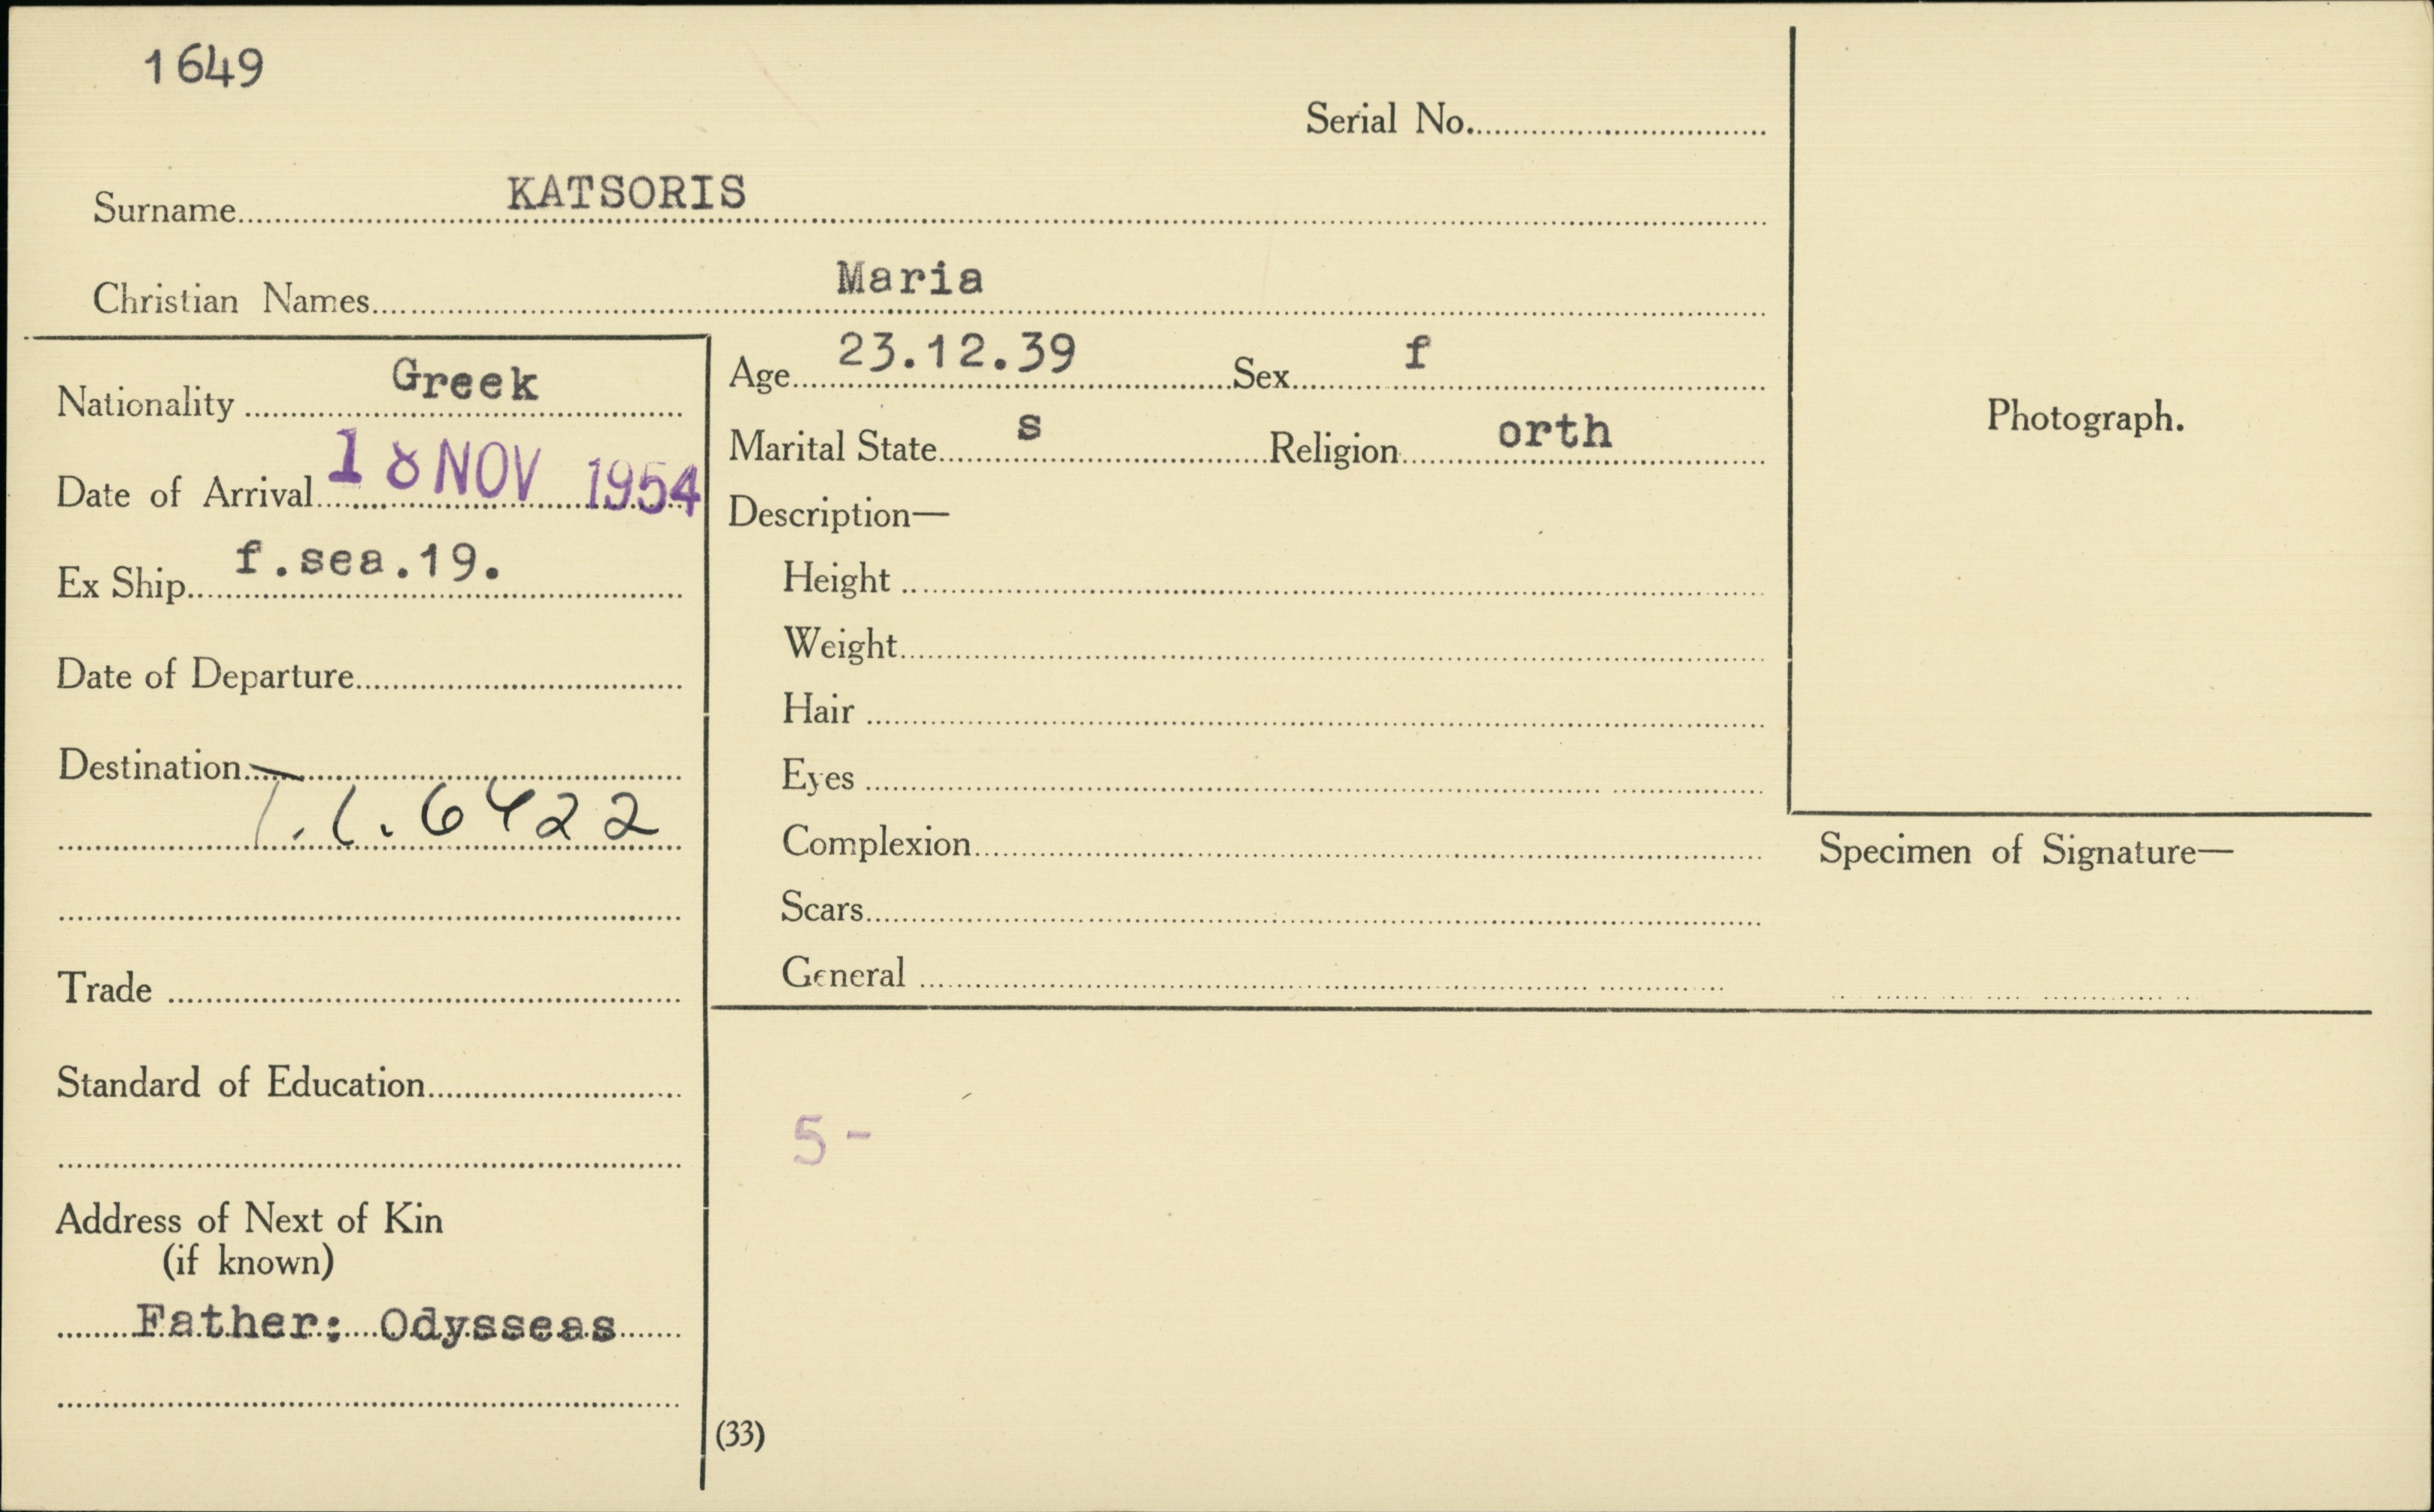 1649
Serial No.
Surname KATSORIS
Christian Names Maria
Nationality Greek
Date of Arrival 18 NOV 1954
Ex Ship f.sea.19.
Date of Departure
Destination
6422
Trade
Standard of Education
Address of Next of Kin
(if known)
Father: Odysseas
Age 23.12.39 Sex f
Marital State s Religion orth
Description—
Height
Weight
Hair
Eyes
Complexion
Scars
General
Photograph.
Specimen of Signature—
5 -
(33)